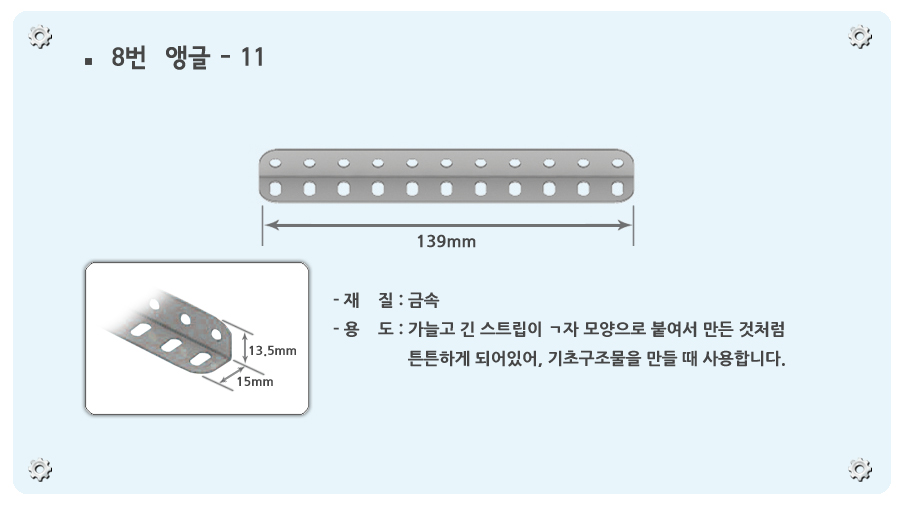 ▪ 8번 앵글 - 11
139mm
13.5mm
15mm
- 재 질 : 금속
- 용 도 : 가늘고 긴 스트립이 ㄱ자 모양으로 붙여서 만든 것처럼
튼튼하게 되어있어, 기초구조물을 만들 때 사용합니다.